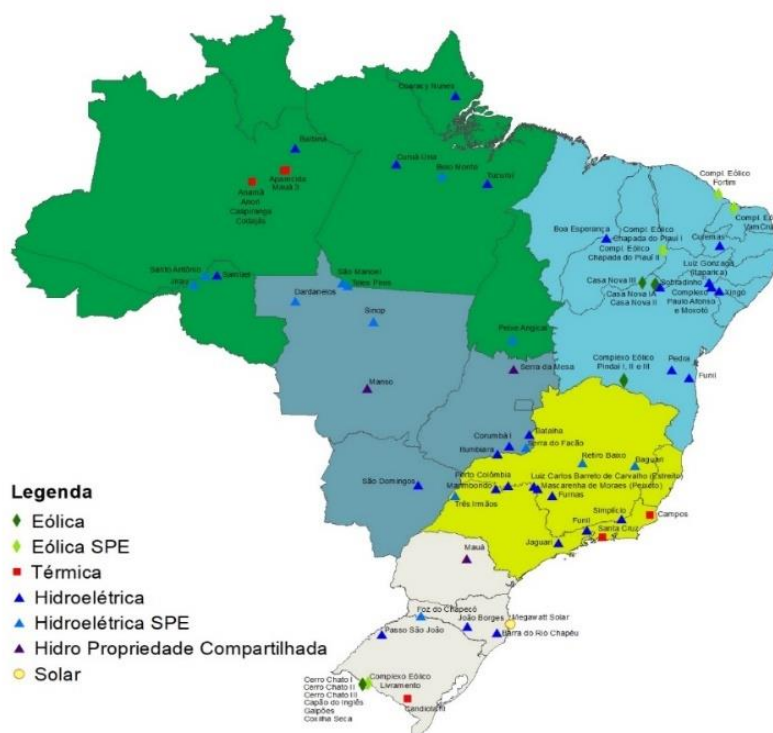 Coaracy Nunes
Balbina
Curuá-Una
Belo Monte
Tucuruí
Aparecida
Mauá 3
Anamã
Anori
Caapiranga
Codajás
Compl. Eólico
Fortim
Compl. Eó
Boa Esperança
Compl. Eólico
Chapada do Piauí I
Compl. Eólico
Chapada do Piauí II
Luiz Gonzaga
(Itaparica)
Santo Antônio
Jirau
Samuel
São Manoel
Teles Pires
Casa Nova III
Sobradinho
Casa Nova IA
Casa Nova II
Complexo
Paulo Afonso
e Moxotó
Xingó
Dardanelos
Sinop
Peixe Angical
Manso
Serra da Mesa
Complexo Eólico
Pindaí I, II e III
Pedra
Funil
Batalha
Corumbá I
Itumbiara
Serra do Facão
Retiro Baixo
Baguari
São Domingos
Porto Colômbia
Marimbondo
Luiz Carlos Barreto de Carvalho (Estreito)
Mascarenha de Moraes (Peixoto)
Três Irmãos
Furnas
Simplício
Campos
Funil
Santa Cruz
Jaguari
Mauá
Foz do Chapecó
João Borges
Megawatt Solar
Passo São João
Barra do Rio Chapéu
Cerro Chato I
Cerro Chato II
Cerro Chato III
Capão do Inglês
Galpões
Coxilha Seca
Complexo Eólico
Livramento
Candiota III
Legenda
Eólica
Eólica SPE
Térmica
Hidroelétrica
Hidroelétrica SPE
Hidro Propriedade Compartilhada
Solar